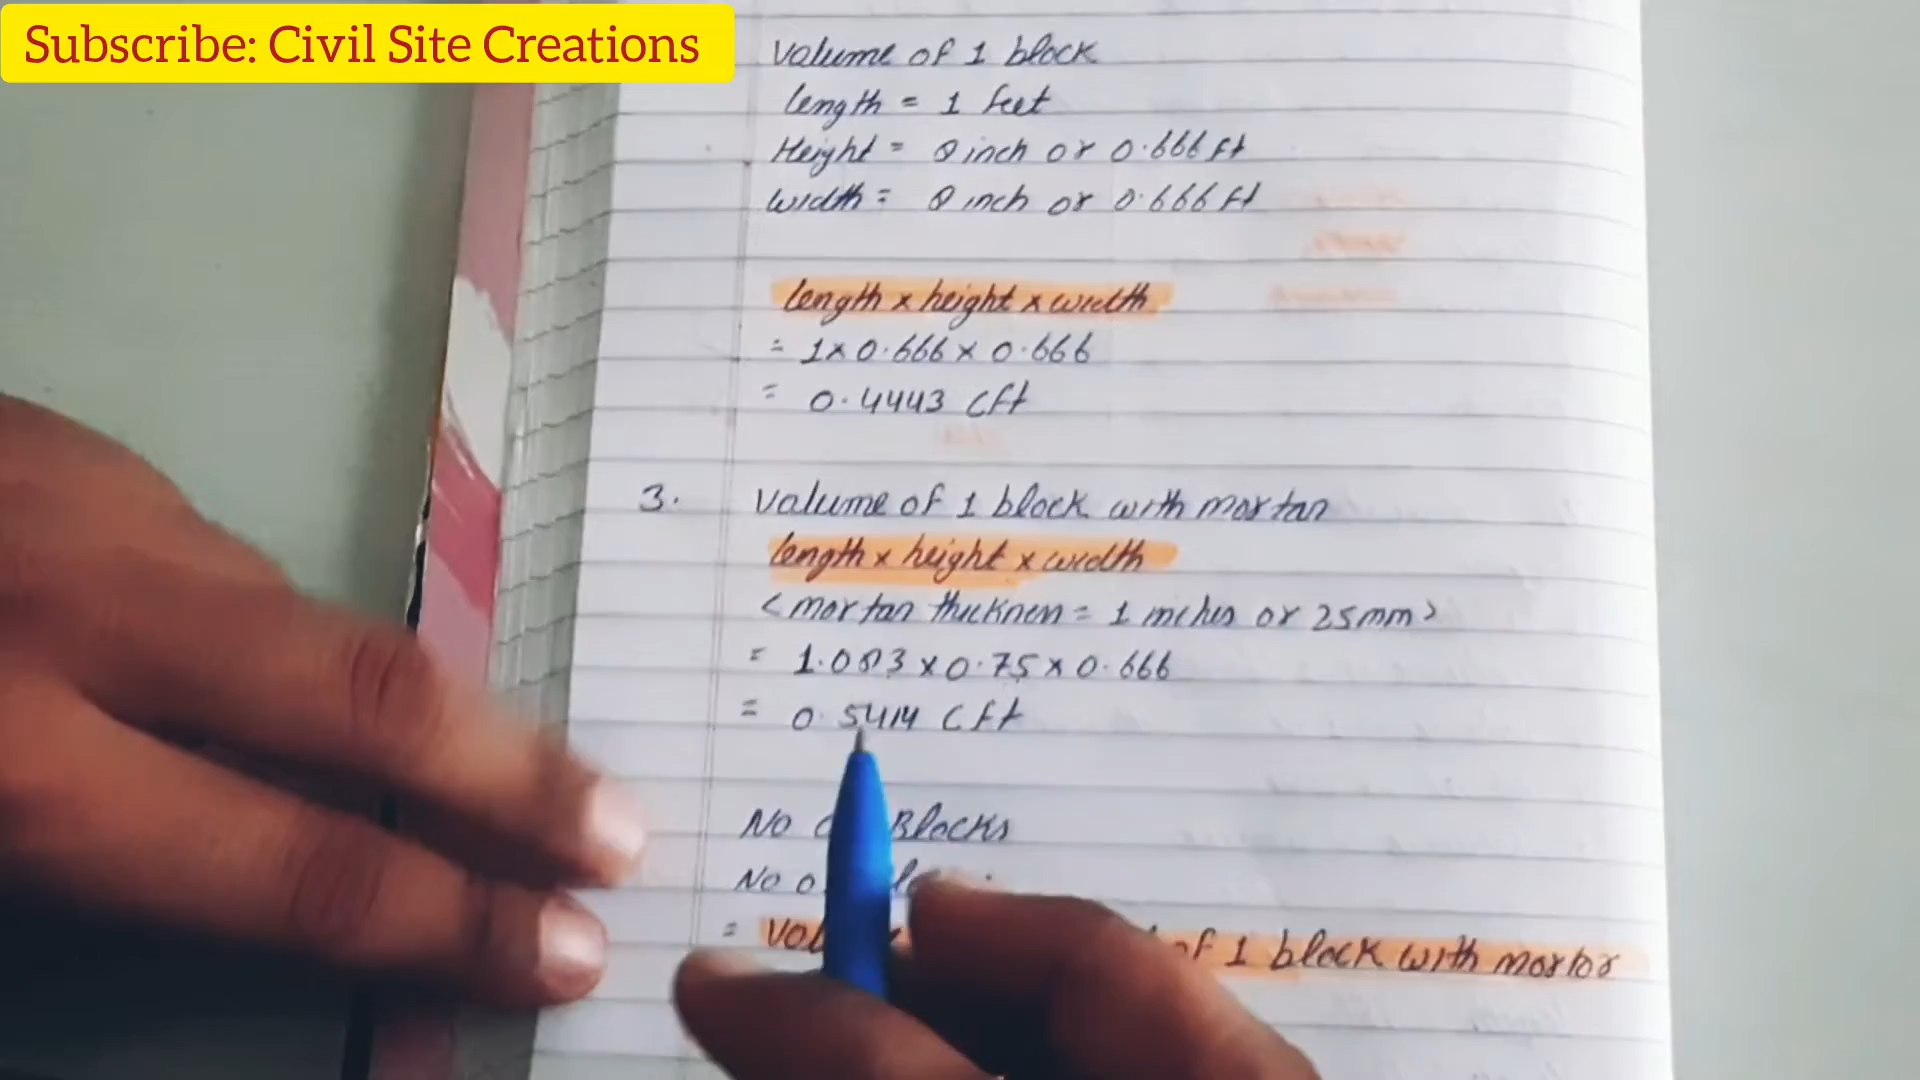 Subscribe: Civil Site Creations
volume of 1 block
length = 1 feet
Height = 8 inch or 0.666 ft
width = 8 inch or 0.666 ft
length x height x width
= 1 x 0.666 x 0.666
= 0.4443 cft
3. volume of 1 block with mortar
length x height x width
< mortar thickness = 1 inches or 25mm >
= 1.083 x 0.75 x 0.666
= 0.5414 cft
No Blocks
No
= of 1 block with mortor